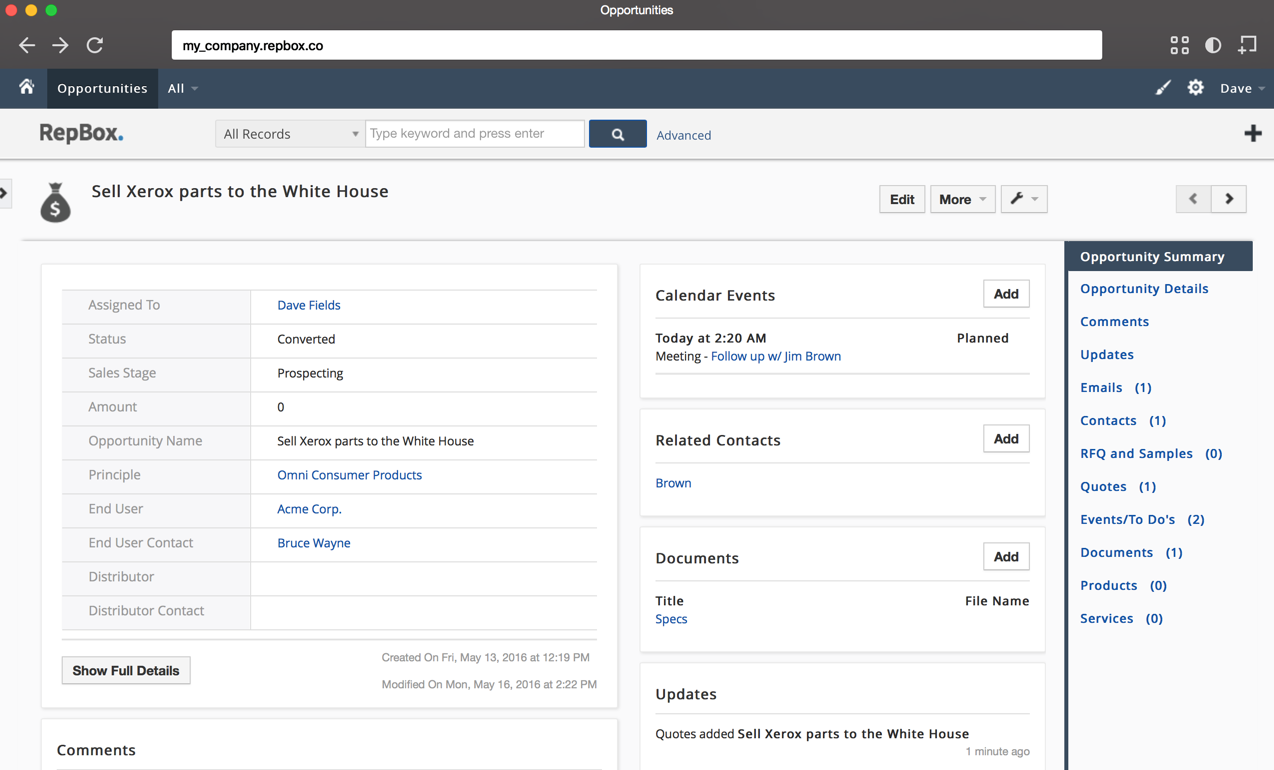 Opportunities
my_company.repbox.co
Opportunities All Dave
RepBox. All Records Type keyword and press enter Advanced
$ Sell Xerox parts to the White House Edit More
Assigned To Dave Fields
Status Converted
Sales Stage Prospecting
Amount 0
Opportunity Name Sell Xerox parts to the White House
Principle Omni Consumer Products
End User Acme Corp.
End User Contact Bruce Wayne
Distributor
Distributor Contact
Show Full Details
Created On Fri, May 13, 2016 at 12:19 PM
Modified On Mon, May 16, 2016 at 2:22 PM
Comments
Calendar Events Add
Today at 2:20 AM Planned
Meeting - Follow up w/ Jim Brown
Related Contacts Add
Brown
Documents Add
Title File Name
Specs
Updates
Quotes added Sell Xerox parts to the White House
1 minute ago
Opportunity Summary
Opportunity Details
Comments
Updates
Emails (1)
Contacts (1)
RFQ and Samples (0)
Quotes (1)
Events/To Do's (2)
Documents (1)
Products (0)
Services (0)